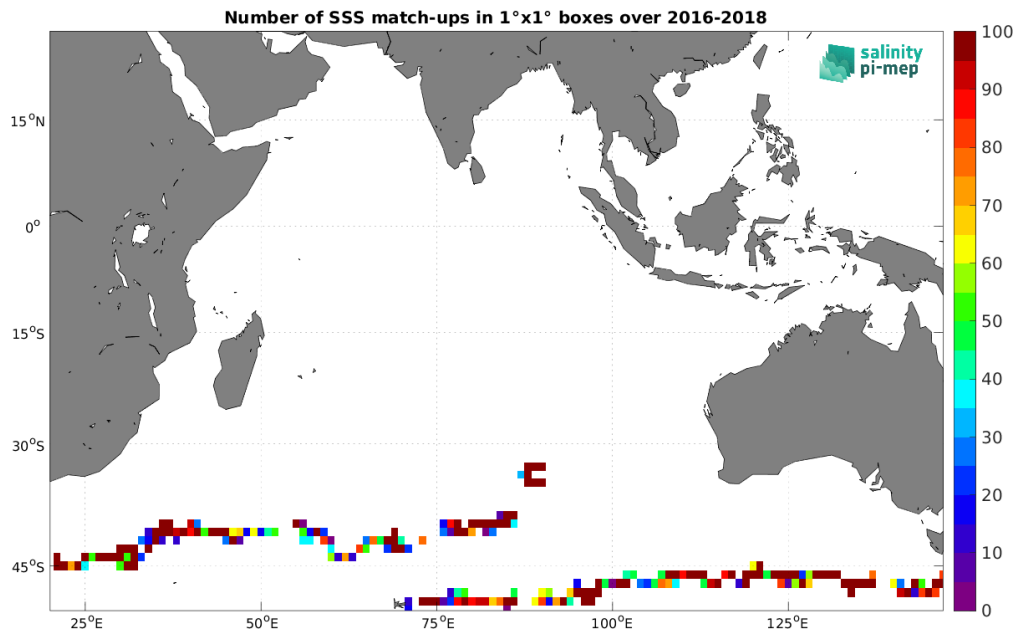 Number of SSS match-ups in 1°x1° boxes over 2016-2018
salinity
pi-mep
15°N
0°
15°S
30°S
45°S
25°E
50°E
75°E
100°E
125°E
100
90
80
70
60
50
40
30
20
10
0